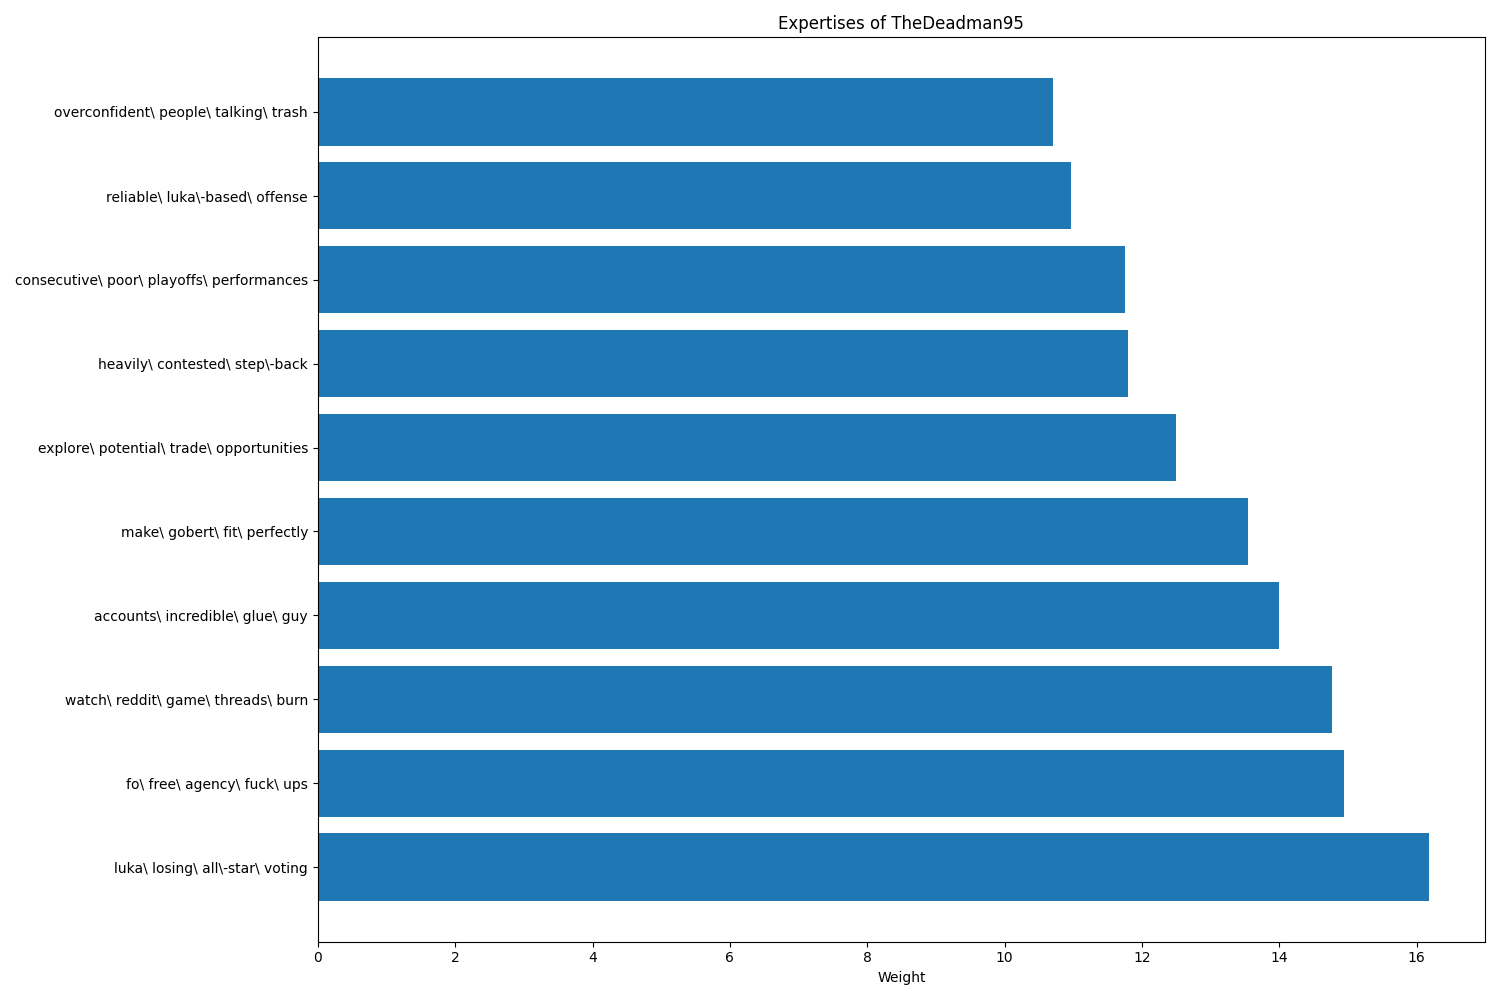 Expertises of TheDeadman95
overconfident\ people\ talking\ trash
reliable\ luka\-based\ offense
consecutive\ poor\ playoffs\ performances
heavily\ contested\ step\-back
explore\ potential\ trade\ opportunities
make\ gobert\ fit\ perfectly
accounts\ incredible\ glue\ guy
watch\ reddit\ game\ threads\ burn
fo\ free\ agency\ fuck\ ups
luka\ losing\ all\-star\ voting
0 2 4 6 8 10 12 14 16
Weight